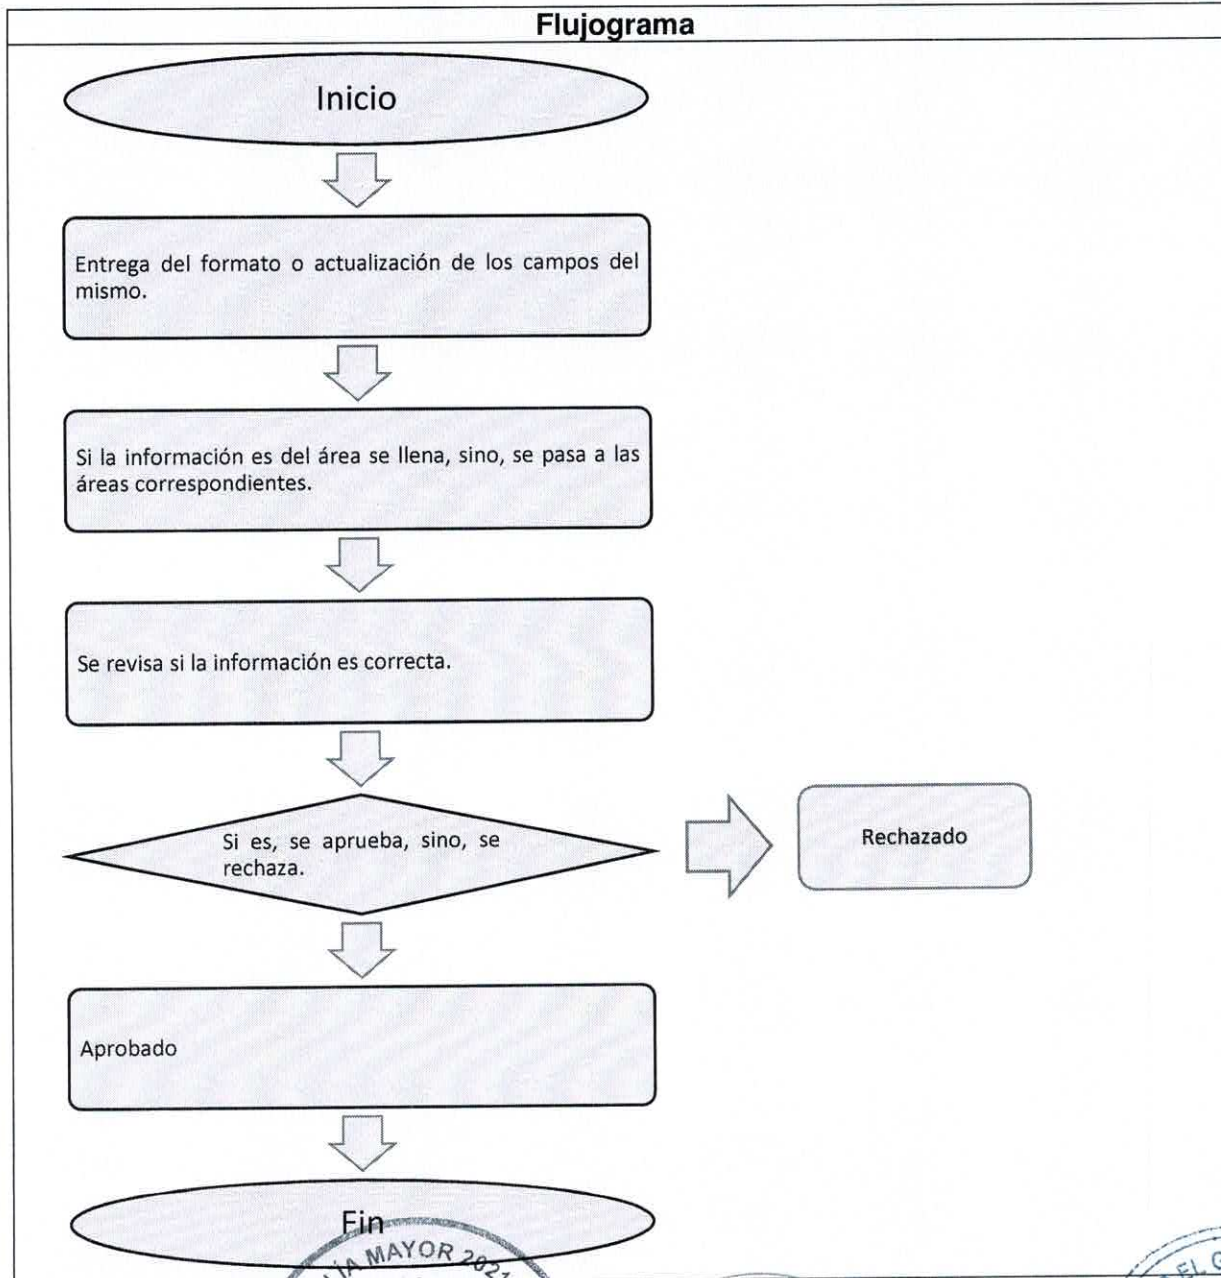 Flujograma
Inicio
Entrega del formato o actualización de los campos del
mismo.
Si la información es del área se llena, sino, se pasa a las
áreas correspondientes.
Se revisa si la información es correcta.
Si es, se aprueba, sino, se
rechaza.
Rechazado
Aprobado
Fin
MAYOR